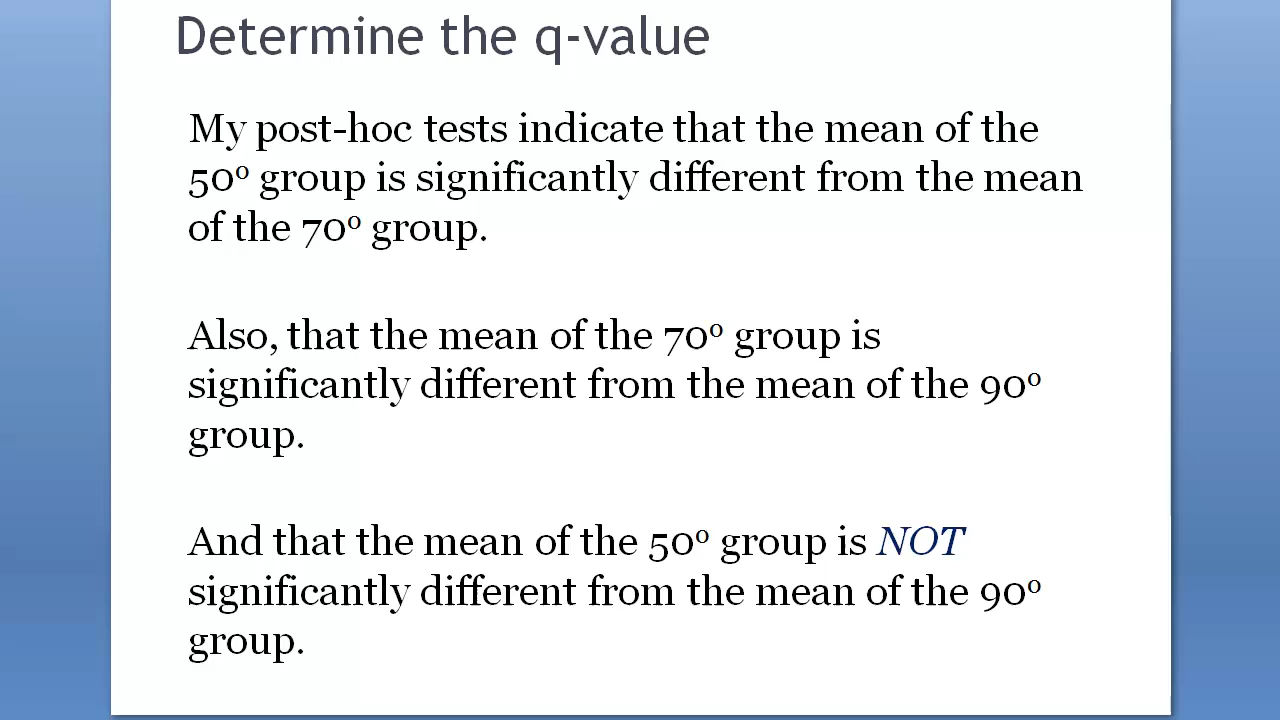 Determine the q-value
My post-hoc tests indicate that the mean of the
50º group is significantly different from the mean
of the 70º group.
Also, that the mean of the 70º group is
significantly different from the mean of the 90º
group.
And that the mean of the 50º group is NOT
significantly different from the mean of the 90º
group.